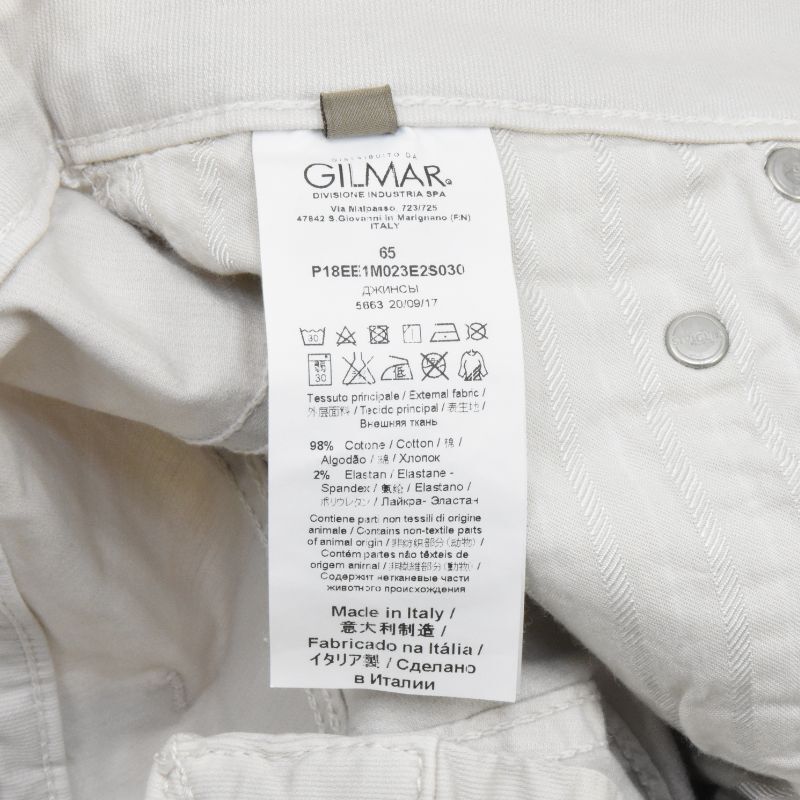 DISTRIBUITO DA
GILMAR
DIVISIONE INDUSTRIA SPA
Via Malpasso, 723/725
47842 S.Giovanni in Marignano (RN)
ITALY
65
P18EE1M023E2S030
ДЖИНСЫ
5663 20/09/17
30
30
Tessuto principale / External fabric /
外层面料 / Tecido principal / 表生地 /
Внешняя ткань
98% Cotone / Cotton / 棉 /
Algodão / 綿 / Хлопок
2% Elastan / Elastane -
Spandex / 氨纶 / Elastano /
ポリウレタン / Лайкра- Эластан
Contiene parti non tessili di origine
animale / Contains non-textile parts
of animal origin / 非纺织部分(动物) /
Contém partes não têxteis de
origem animal / 非繊維部分(動物) /
Содержит нетканевые части
животного происхождения
Made in Italy /
意大利制造 /
Fabricado na Itália /
イタリア製 / Сделано
в Италии